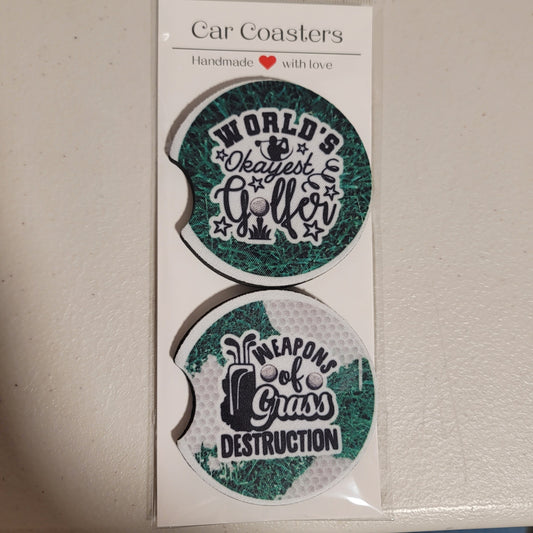 Car Coasters
Handmade with love
WORLD'S
Okayest
Golfer
WEAPONS
of
Grass
DESTRUCTION